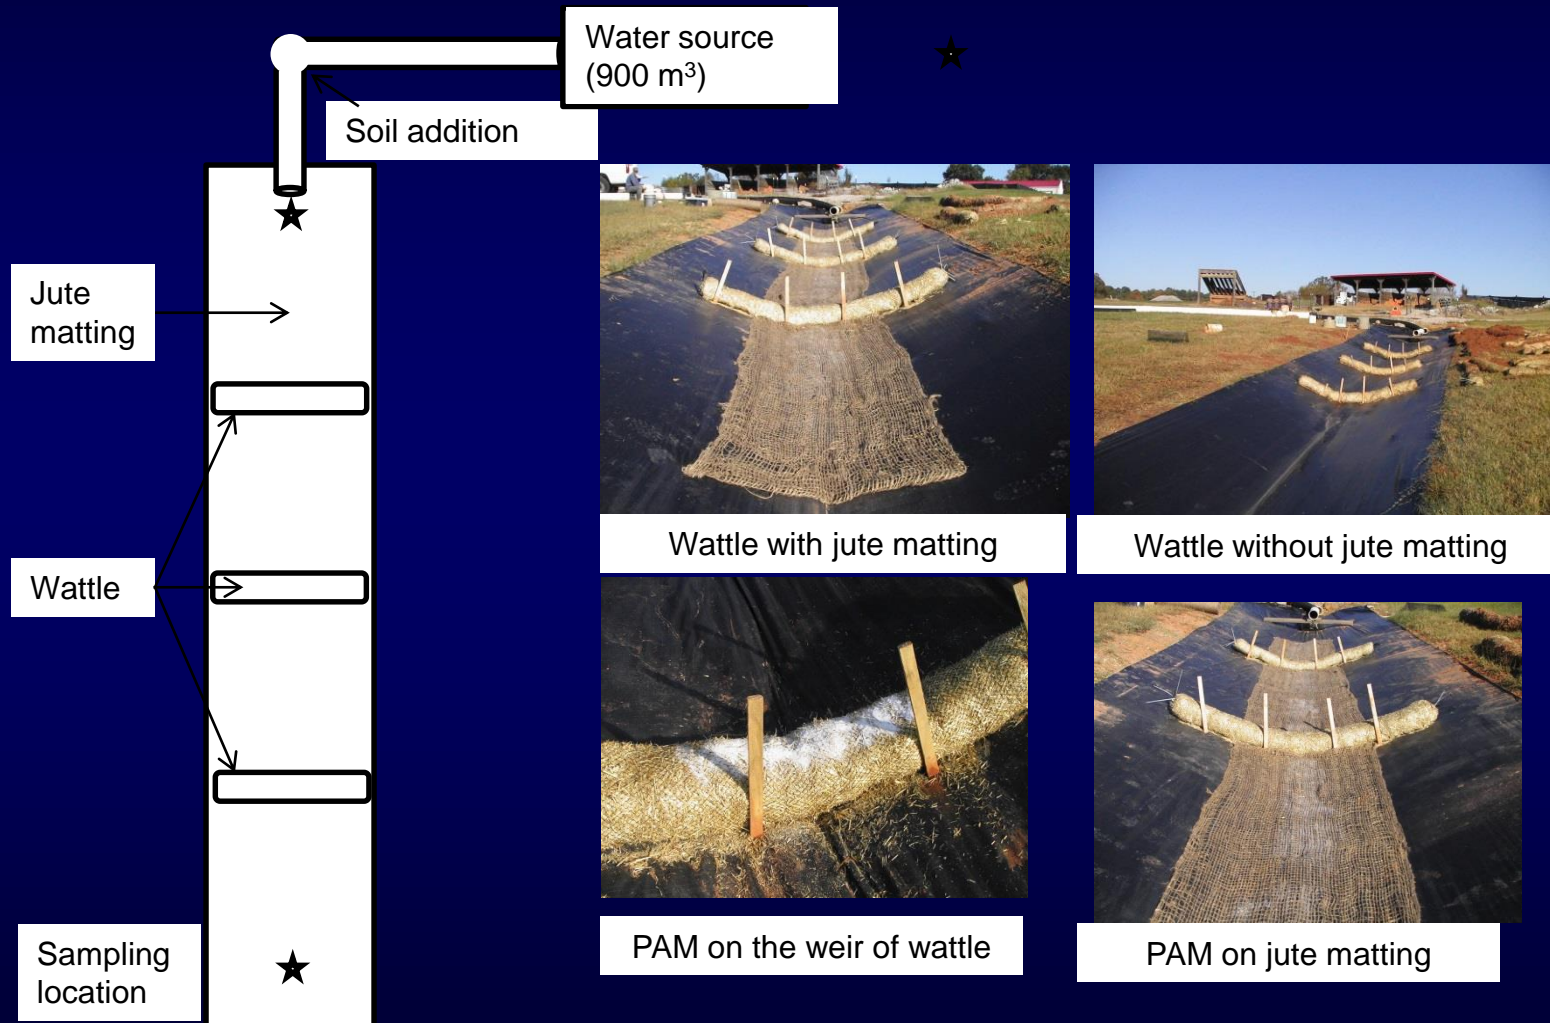 Water source
(900 m³)
Soil addition
Jute
matting
Wattle
Sampling
location
Wattle with jute matting
Wattle without jute matting
PAM on the weir of wattle
PAM on jute matting